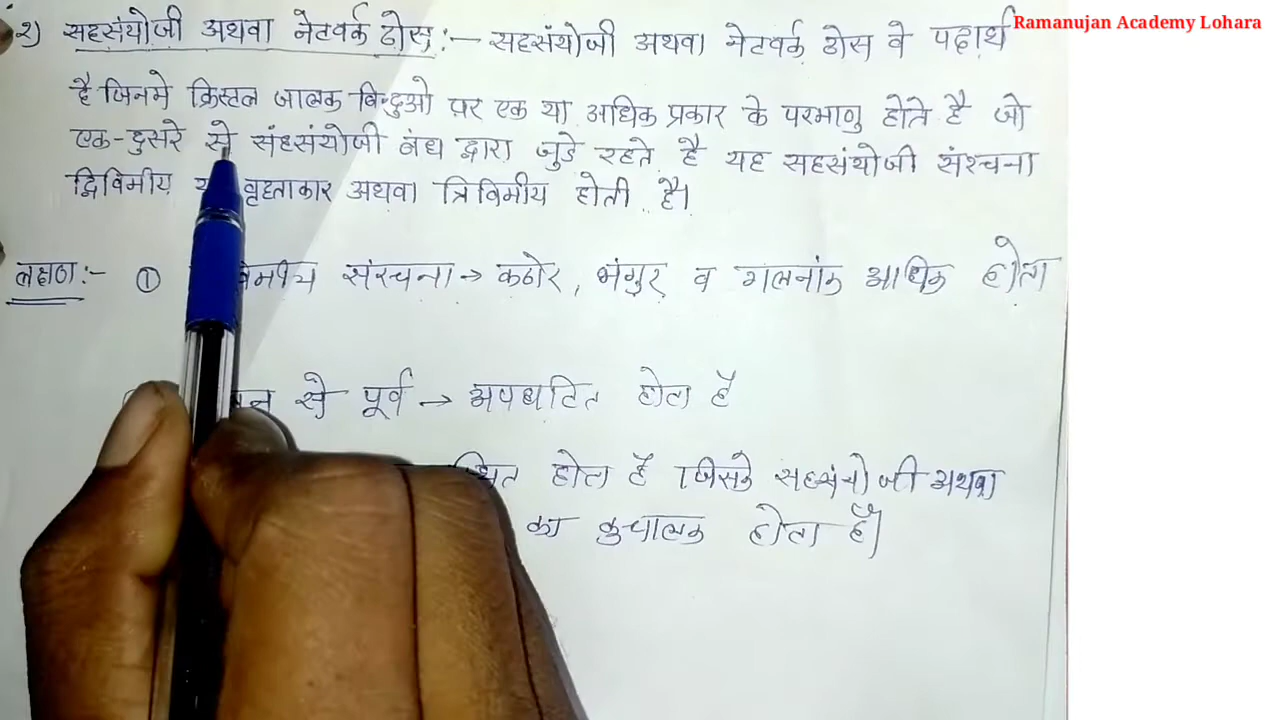 Ramanujan Academy Lohara
२) सहसंयोजी अथवा नेटवर्क ठोस :- सहसंयोजी अथवा नेटवर्क ठोस वे पदार्थ
है जिनमे क्रिस्टल जालक बिन्दुओ पर एक या अधिक प्रकार के परमाणु होते है जो
एक-दुसरे से संहसंयोजी बंध द्वारा जुडे रहते है यह सहसंयोजी संरचना
द्विविमीय वृहताकार अथवा त्रिविमीय होती है।
लक्षण :- ① संरचना → कठोर, भंगुर व गलनांक अधिक होता
से पूर्व → अपघटित होता है
होता है जिसके सहसंयोजी अथवा
का कुचालक होता है।